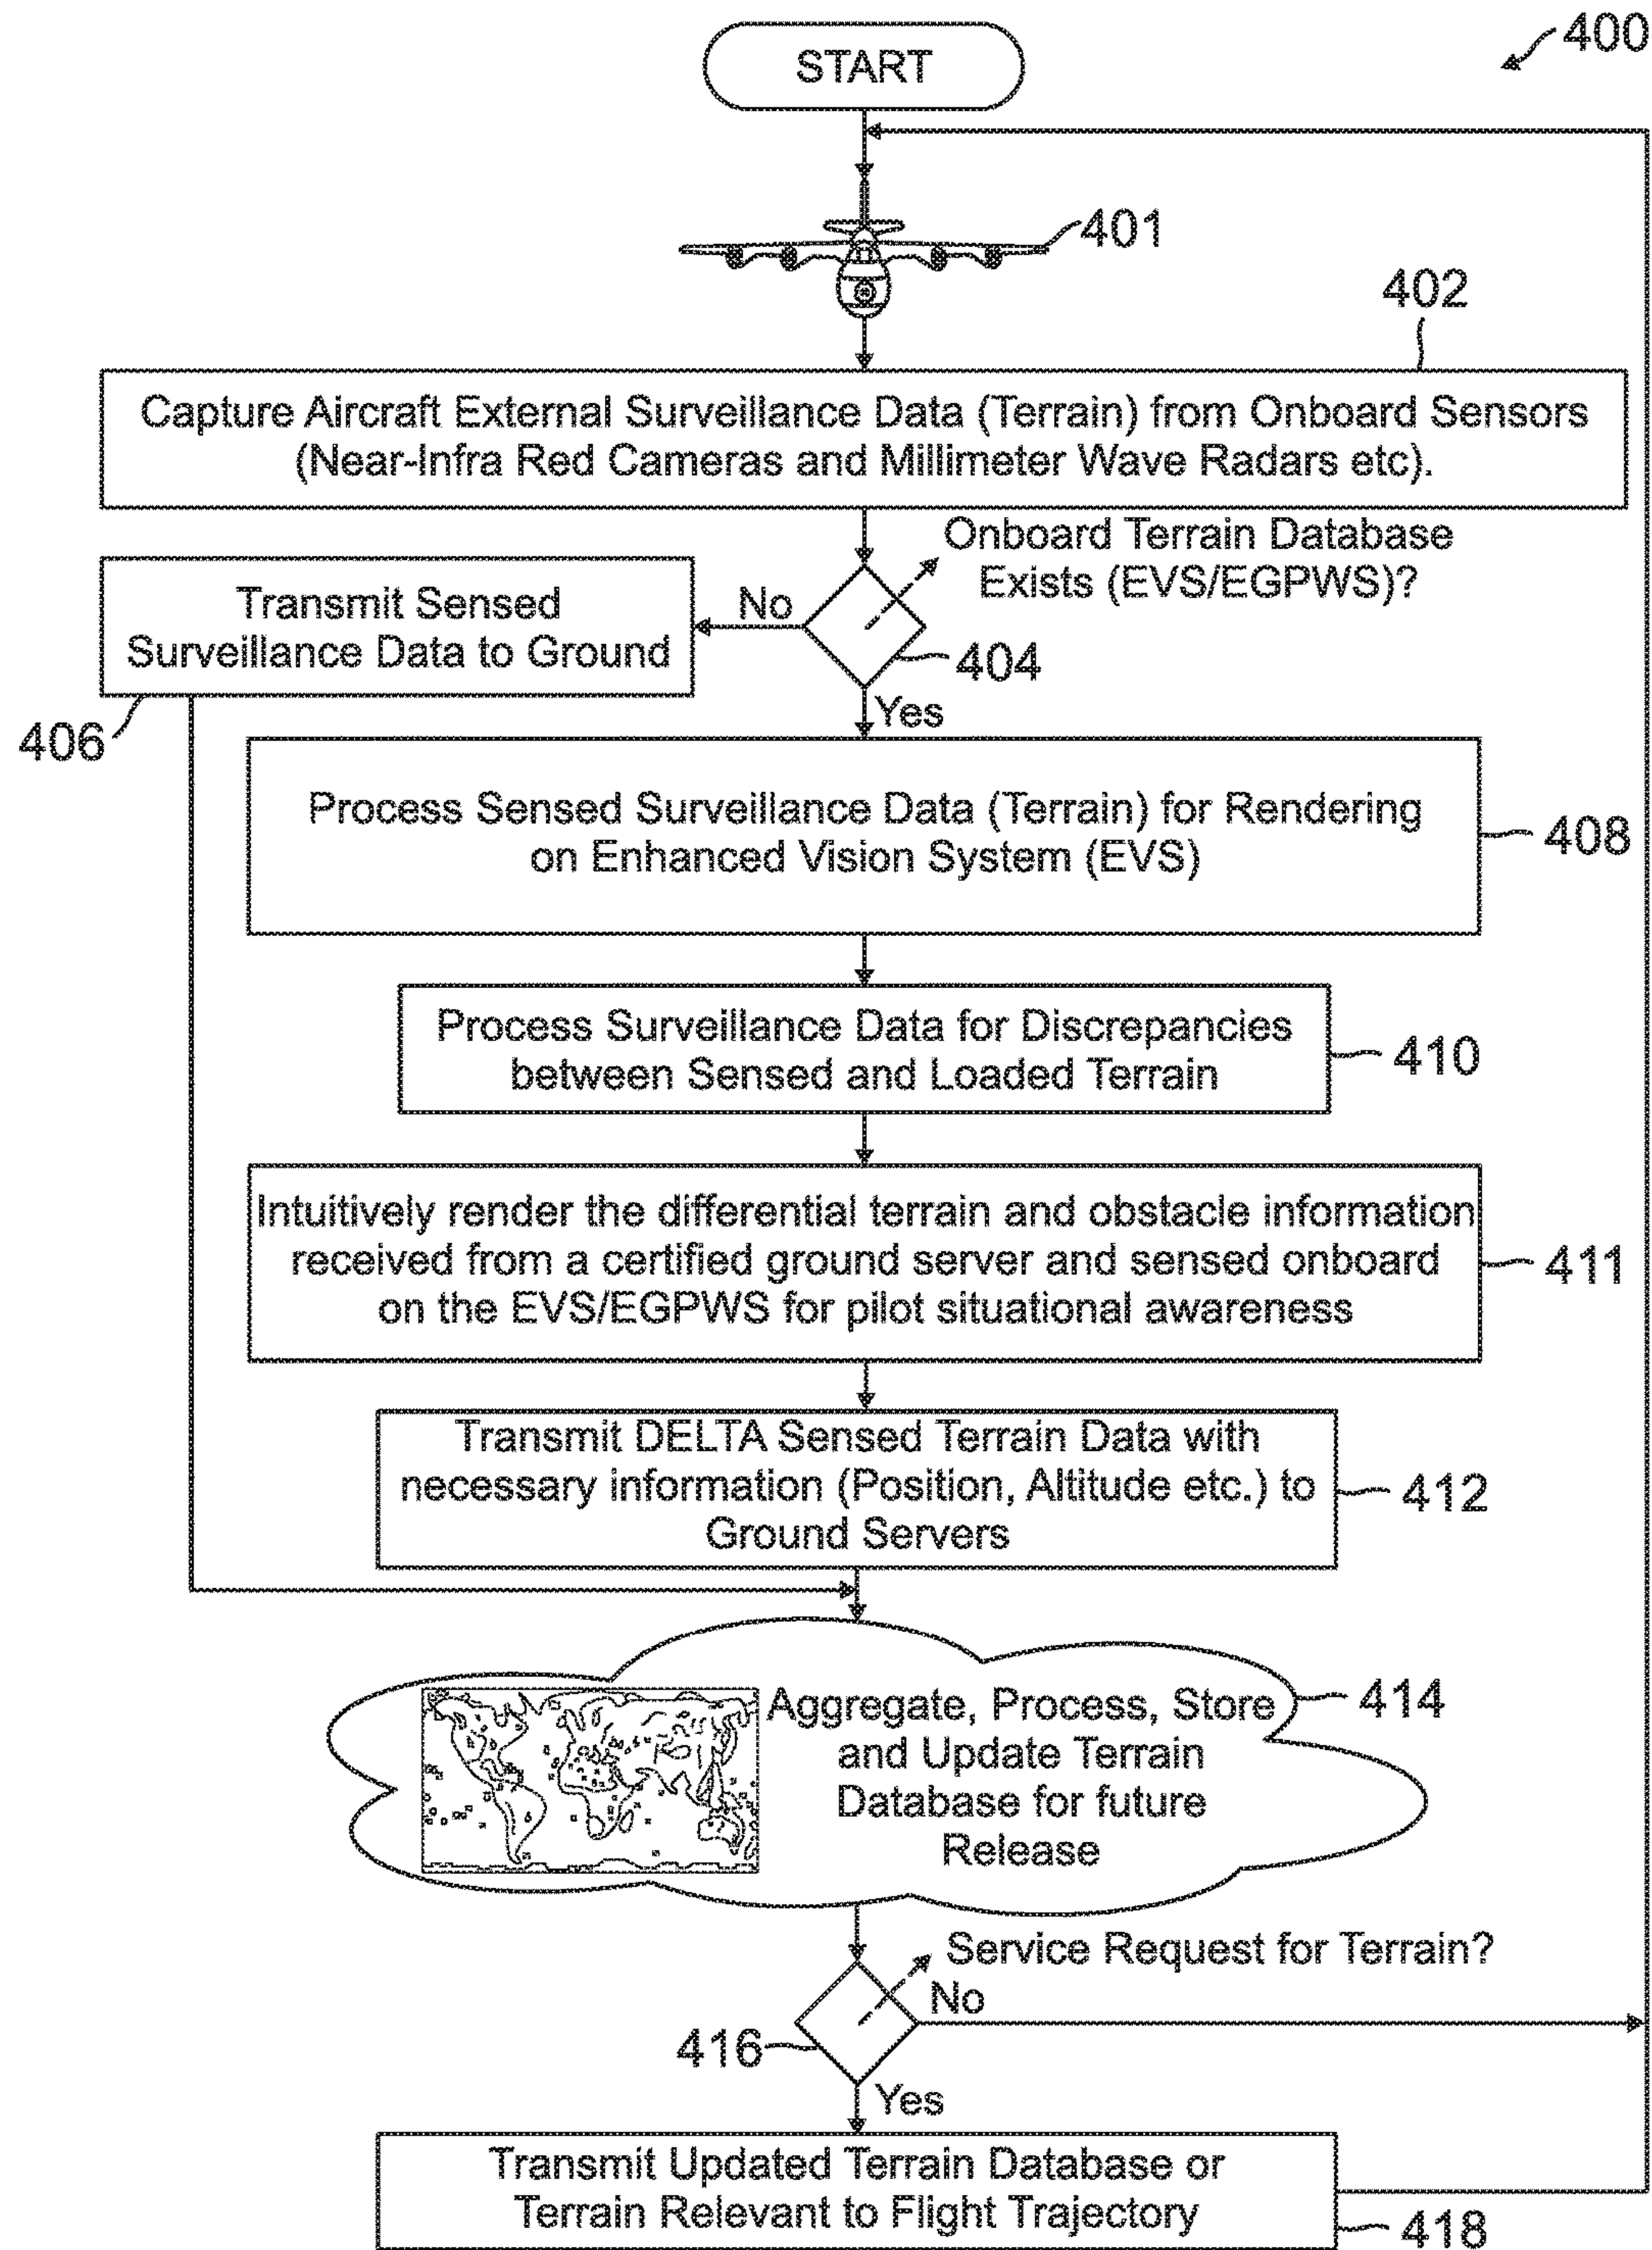 400
START
401
402
Capture Aircraft External Surveillance Data (Terrain) from Onboard Sensors
(Near-Infra Red Cameras and Millimeter Wave Radars etc).
Onboard Terrain Database
Exists (EVS/EGPWS)?
No
404
Yes
Transmit Sensed
Surveillance Data to Ground
406
Process Sensed Surveillance Data (Terrain) for Rendering
on Enhanced Vision System (EVS)
408
Process Surveillance Data for Discrepancies
between Sensed and Loaded Terrain
410
Intuitively render the differential terrain and obstacle information
received from a certified ground server and sensed onboard
on the EVS/EGPWS for pilot situational awareness
411
Transmit DELTA Sensed Terrain Data with
necessary information (Position, Altitude etc.) to
Ground Servers
412
Aggregate, Process, Store
and Update Terrain
Database for future
Release
414
Service Request for Terrain?
No
416
Yes
Transmit Updated Terrain Database or
Terrain Relevant to Flight Trajectory
418